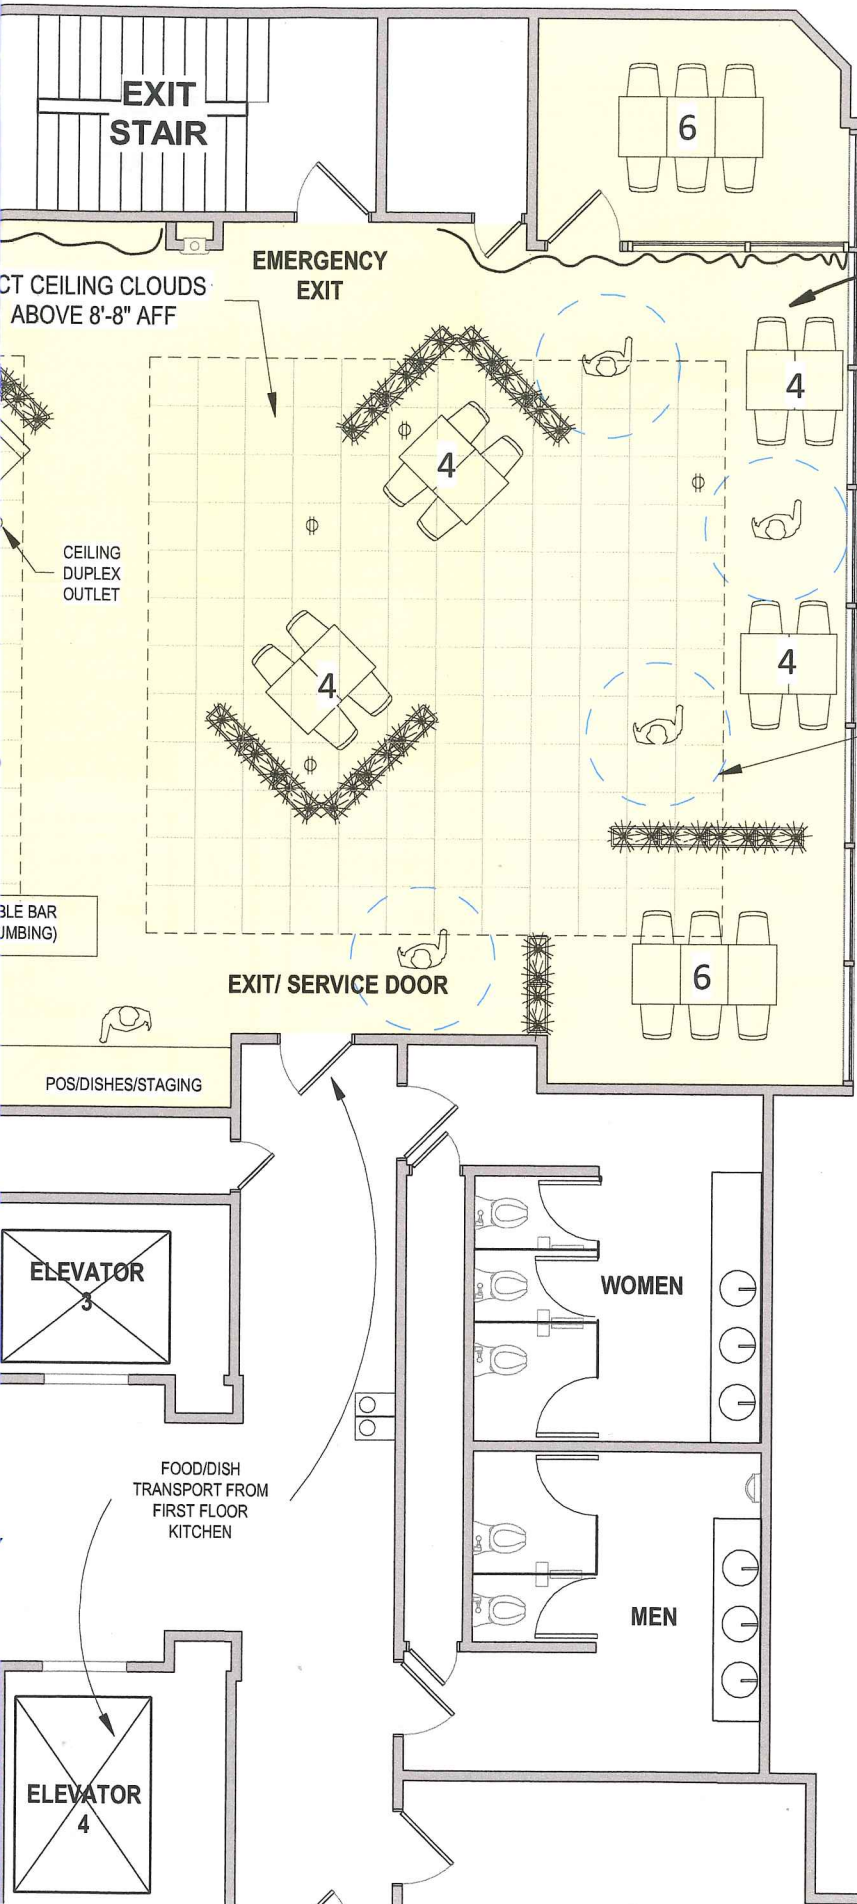 EXIT
STAIR
6
EMERGENCY
EXIT
CT CEILING CLOUDS
ABOVE 8'-8" AFF
4
4
CEILING
DUPLEX
OUTLET
4
4
BLE BAR
UMBING)
6
EXIT/ SERVICE DOOR
POS/DISHES/STAGING
ELEVATOR
3
WOMEN
FOOD/DISH
TRANSPORT FROM
FIRST FLOOR
KITCHEN
MEN
ELEVATOR
4